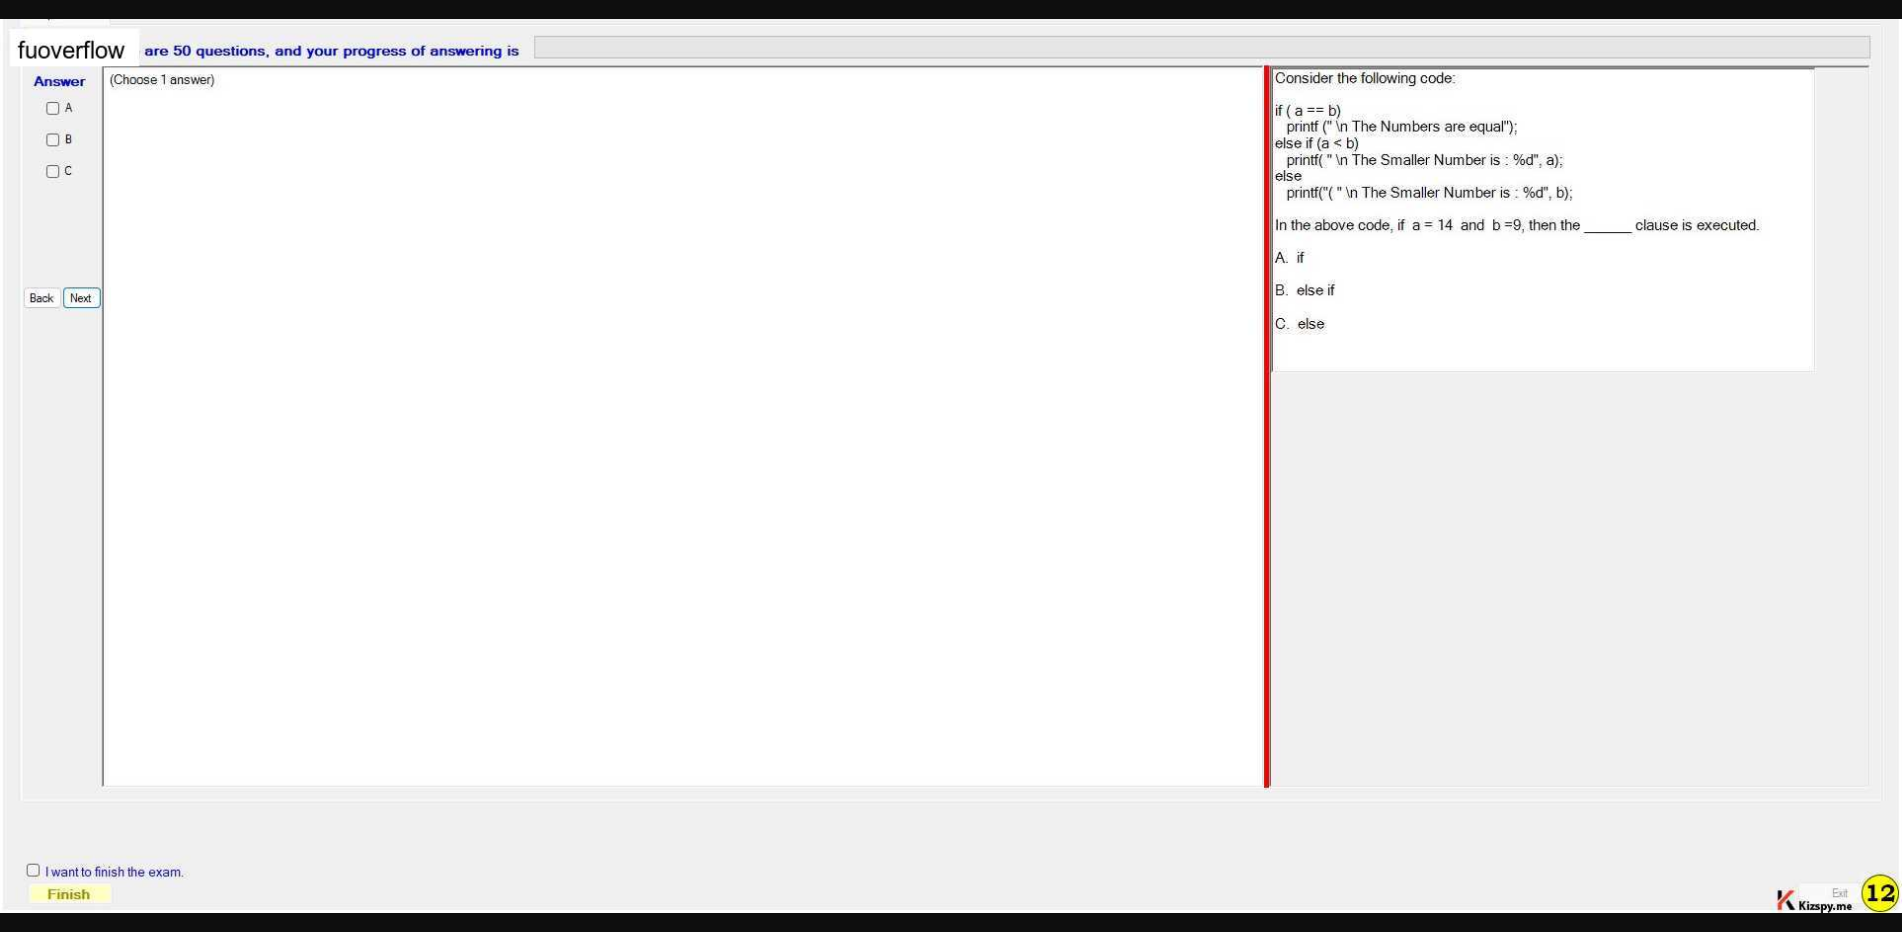 fuoverflow are 50 questions, and your progress of answering is
Answer
(Choose 1 answer)
A
B
C
Back Next
Consider the following code:
if ( a == b)
printf (" \n The Numbers are equal");
else if (a < b)
printf( " \n The Smaller Number is : %d", a);
else
printf("( " \n The Smaller Number is : %d", b);
In the above code, if a = 14 and b =9, then the ______ clause is executed.
A. if
B. else if
C. else
I want to finish the exam.
Finish
Exit
Kizspy.me
12